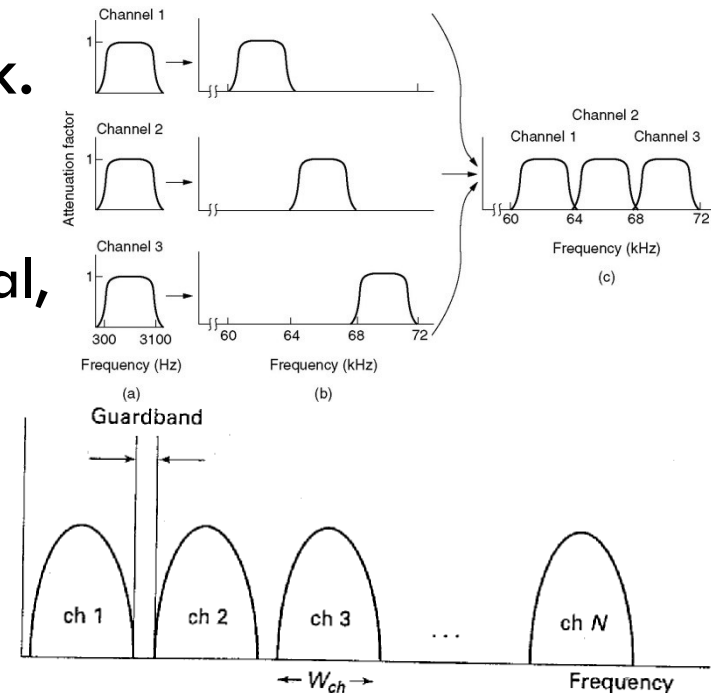 k.
al,
Channel 1
1
Channel 2
1
Attenuation factor
Channel 3
1
300 3100
Frequency (Hz)
(a)
60 64 68 72
Frequency (kHz)
(b)
Channel 2
Channel 1 Channel 3
60 64 68 72
Frequency (kHz)
(c)
Guardband
ch 1 ch 2 ch 3 ... ch N
W_ch
Frequency